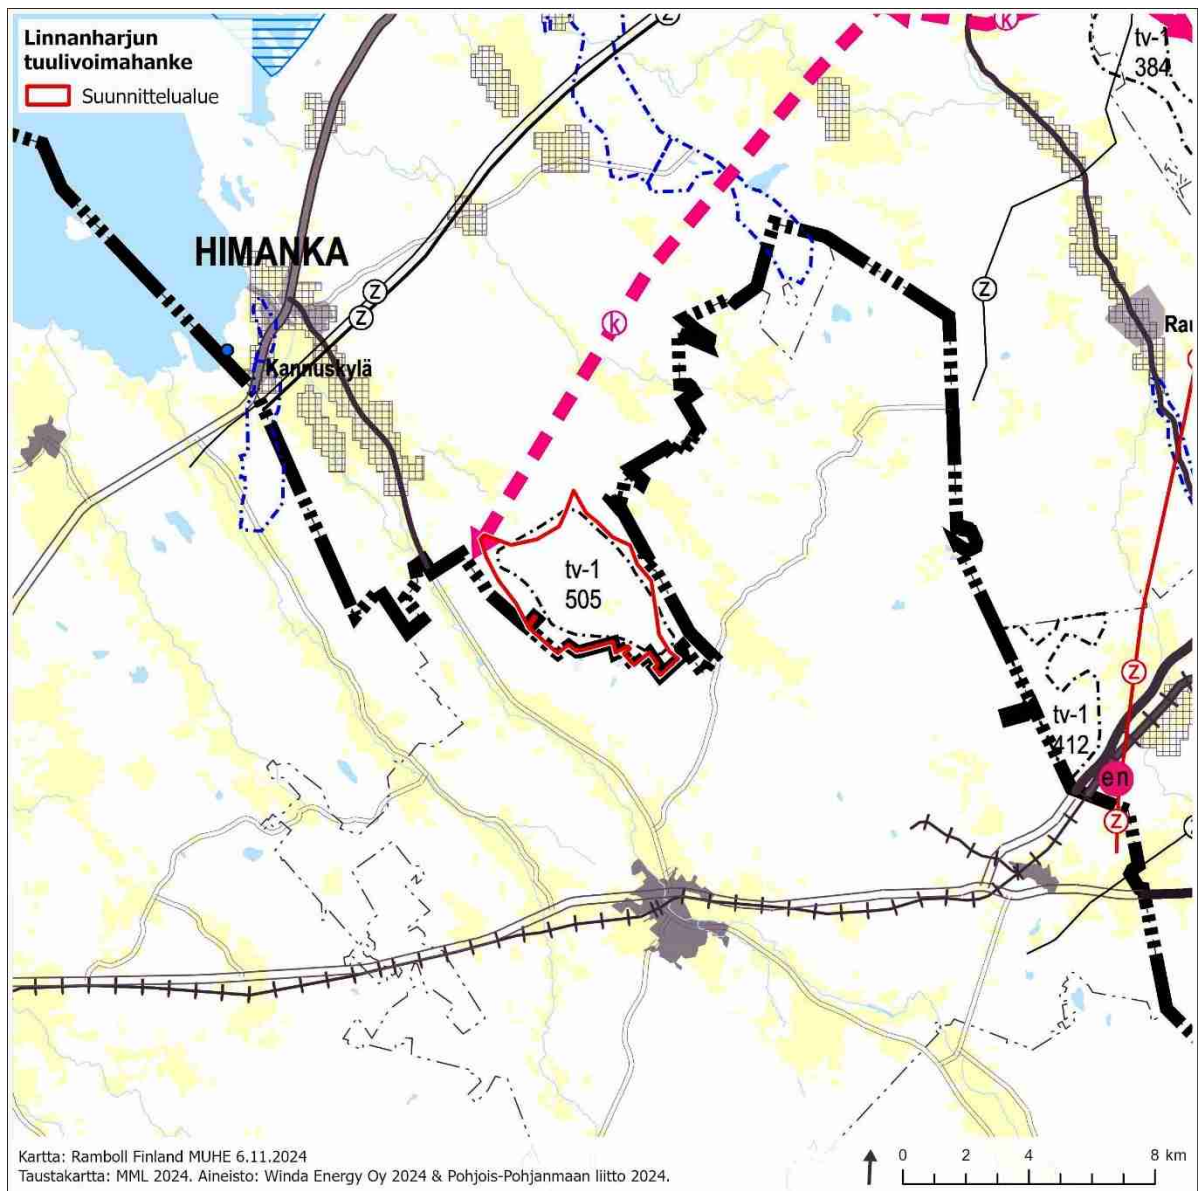 Linnanharjun
tuulivoimahanke
Suunnittelualue
z
k
tv-1
384
HIMANKA
z
z
z
k
Kannuskylä
tv-1
505
z
tv-1
412
en
z
z
Kartta: Ramboll Finland MUHE 6.11.2024
Taustakartta: MML 2024. Aineisto: Winda Energy Oy 2024 & Pohjois-Pohjanmaan liitto 2024.
0 2 4 8 km